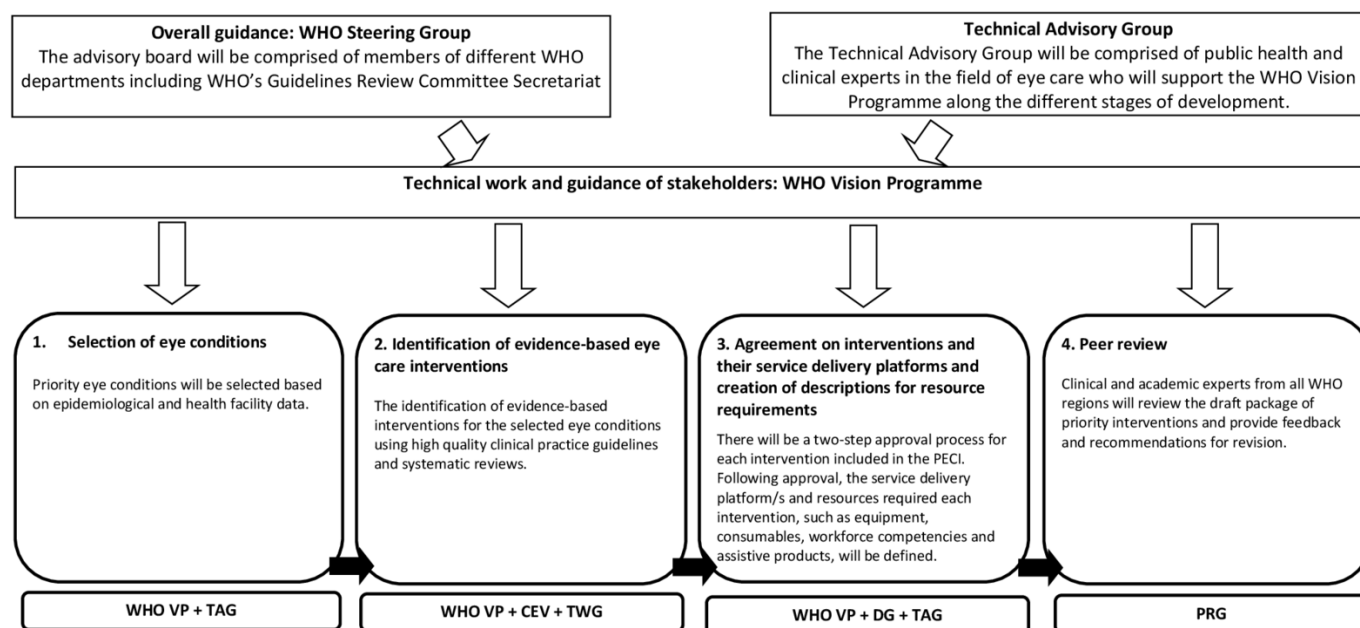 Overall guidance: WHO Steering Group
The advisory board will be comprised of members of different WHO
departments including WHO's Guidelines Review Committee Secretariat
Technical Advisory Group
The Technical Advisory Group will be comprised of public health and
clinical experts in the field of eye care who will support the WHO Vision
Programme along the different stages of development.
Technical work and guidance of stakeholders: WHO Vision Programme
1. Selection of eye conditions
Priority eye conditions will be selected based
on epidemiological and health facility data.
WHO VP + TAG
2. Identification of evidence-based eye
care interventions
The identification of evidence-based
interventions for the selected eye conditions
using high quality clinical practice guidelines
and systematic reviews.
WHO VP + CEV + TWG
3. Agreement on interventions and
their service delivery platforms and
creation of descriptions for resource
requirements
There will be a two-step approval process for
each intervention included in the PECI.
Following approval, the service delivery
platform/s and resources required each
intervention, such as equipment,
consumables, workforce competencies and
assistive products, will be defined.
WHO VP + DG + TAG
4. Peer review
Clinical and academic experts from all WHO
regions will review the draft package of
priority interventions and provide feedback
and recommendations for revision.
PRG